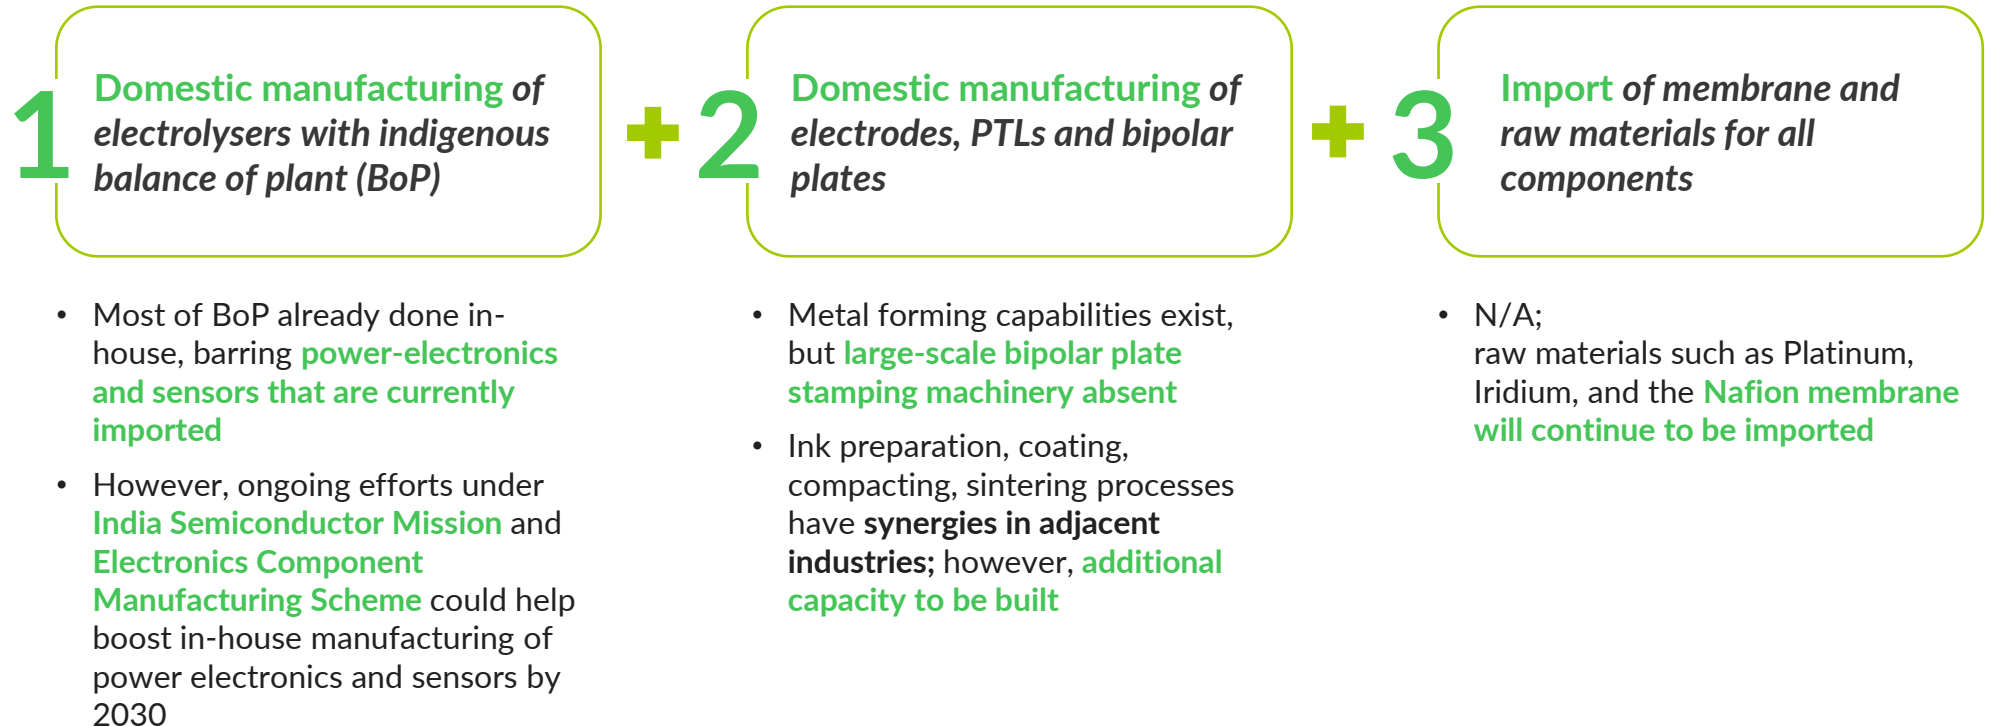 1
Domestic manufacturing of
electrolysers with indigenous
balance of plant (BoP)
+
2
Domestic manufacturing of
electrodes, PTLs and bipolar
plates
+
3
Import of membrane and
raw materials for all
components
• Most of BoP already done in-
house, barring power-electronics
and sensors that are currently
imported
• However, ongoing efforts under
India Semiconductor Mission and
Electronics Component
Manufacturing Scheme could help
boost in-house manufacturing of
power electronics and sensors by
2030
• Metal forming capabilities exist,
but large-scale bipolar plate
stamping machinery absent
• Ink preparation, coating,
compacting, sintering processes
have synergies in adjacent
industries; however, additional
capacity to be built
• N/A;
raw materials such as Platinum,
Iridium, and the Nafion membrane
will continue to be imported